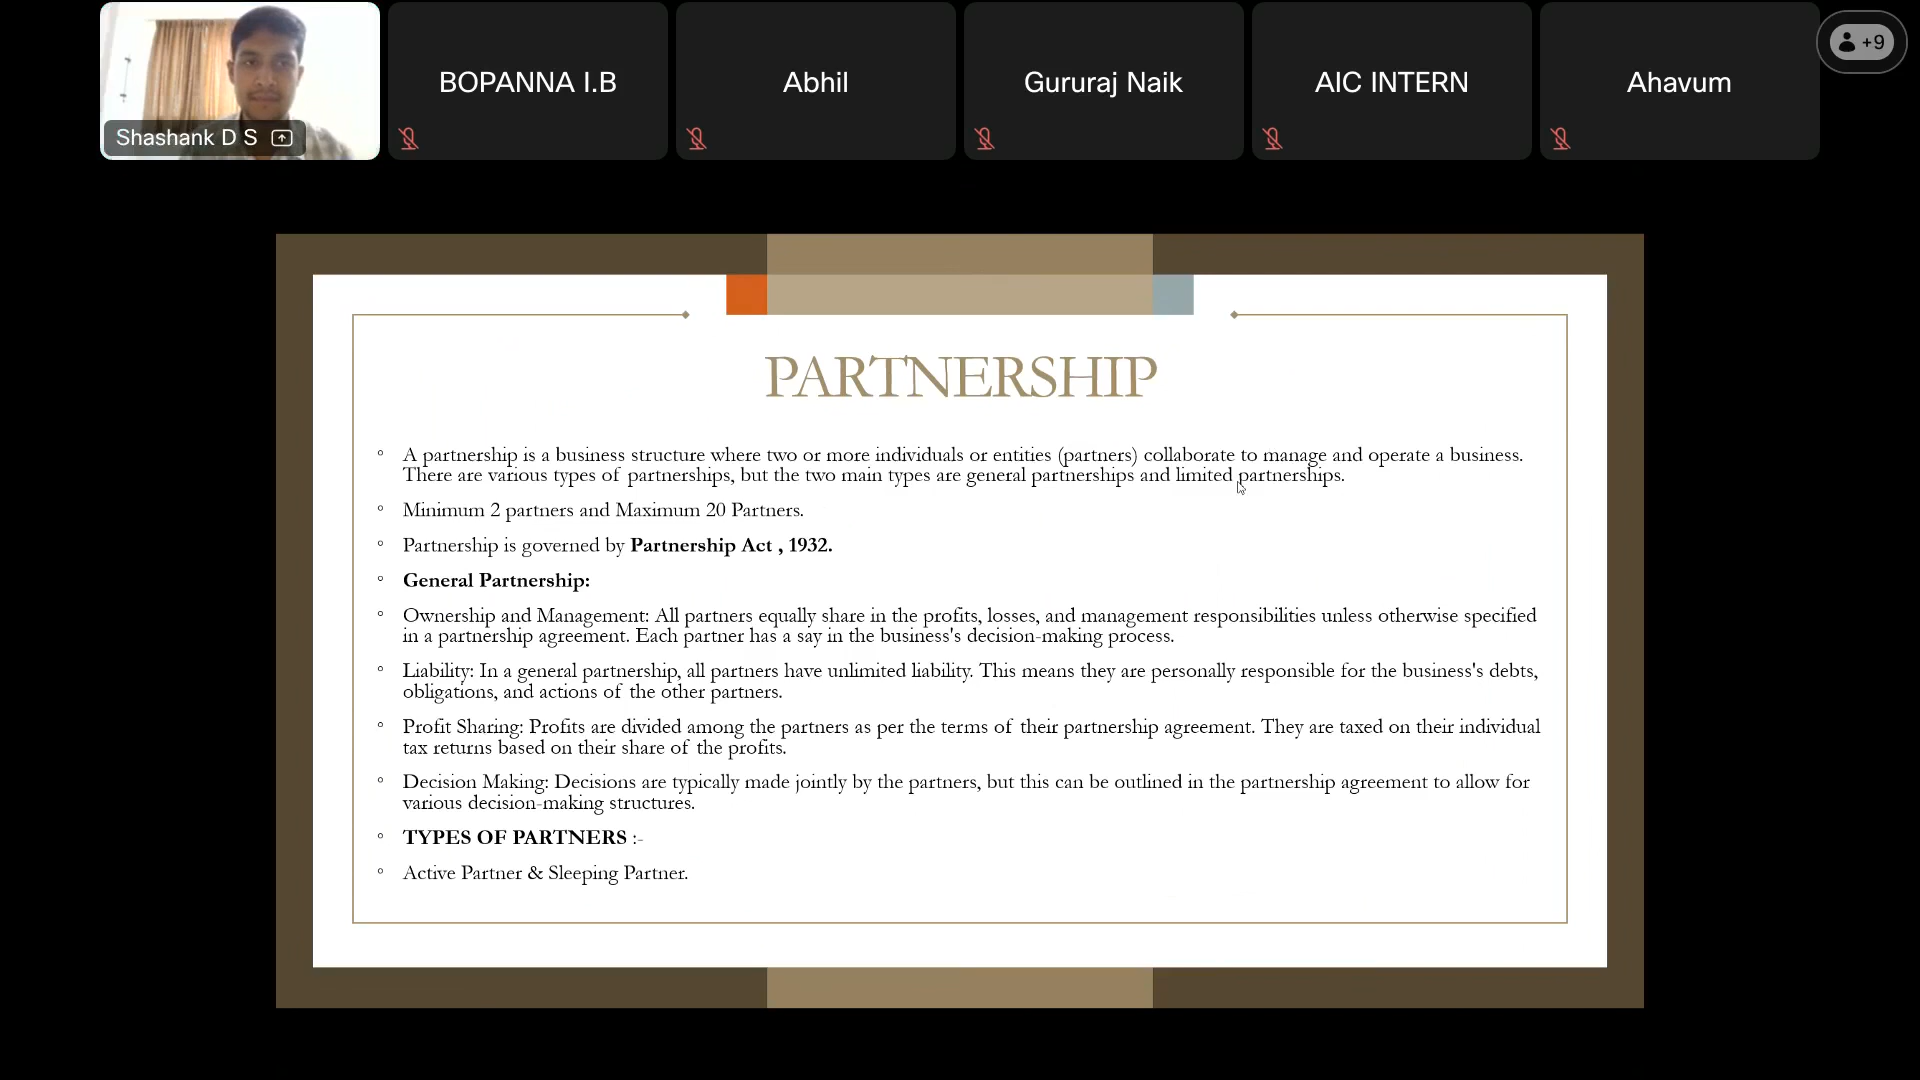 BOPANNA I.B
Abhil
Gururaj Naik
AIC INTERN
Ahavum
+9
Shashank D S
PARTNERSHIP
A partnership is a business structure where two or more individuals or entities (partners) collaborate to manage and operate a business.
There are various types of partnerships, but the two main types are general partnerships and limited partnerships.
Minimum 2 partners and Maximum 20 Partners.
Partnership is governed by Partnership Act , 1932.
General Partnership:
Ownership and Management: All partners equally share in the profits, losses, and management responsibilities unless otherwise specified
in a partnership agreement. Each partner has a say in the business's decision-making process.
Liability: In a general partnership, all partners have unlimited liability. This means they are personally responsible for the business's debts,
obligations, and actions of the other partners.
Profit Sharing: Profits are divided among the partners as per the terms of their partnership agreement. They are taxed on their individual
tax returns based on their share of the profits.
Decision Making: Decisions are typically made jointly by the partners, but this can be outlined in the partnership agreement to allow for
various decision-making structures.
TYPES OF PARTNERS :-
Active Partner & Sleeping Partner.